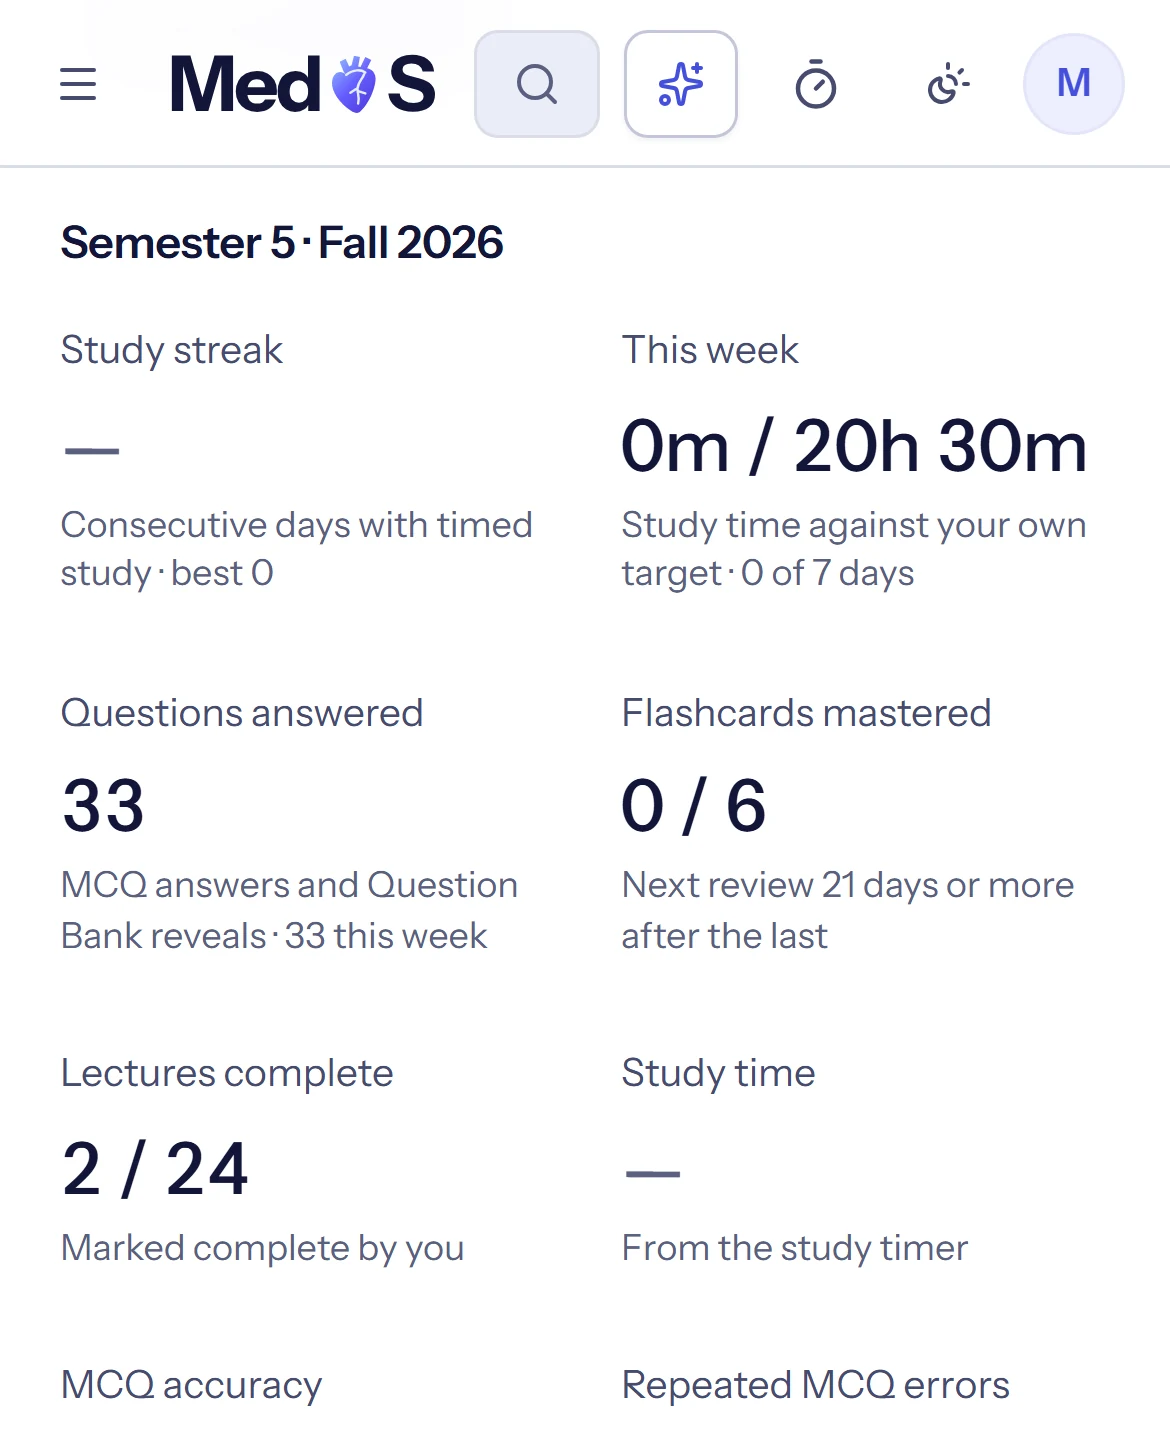 Med S
M
Semester 5 · Fall 2026
Study streak
—
Consecutive days with timed
study · best 0
This week
0m / 20h 30m
Study time against your own
target · 0 of 7 days
Questions answered
33
MCQ answers and Question
Bank reveals · 33 this week
Flashcards mastered
0 / 6
Next review 21 days or more
after the last
Lectures complete
2 / 24
Marked complete by you
Study time
—
From the study timer
MCQ accuracy
Repeated MCQ errors